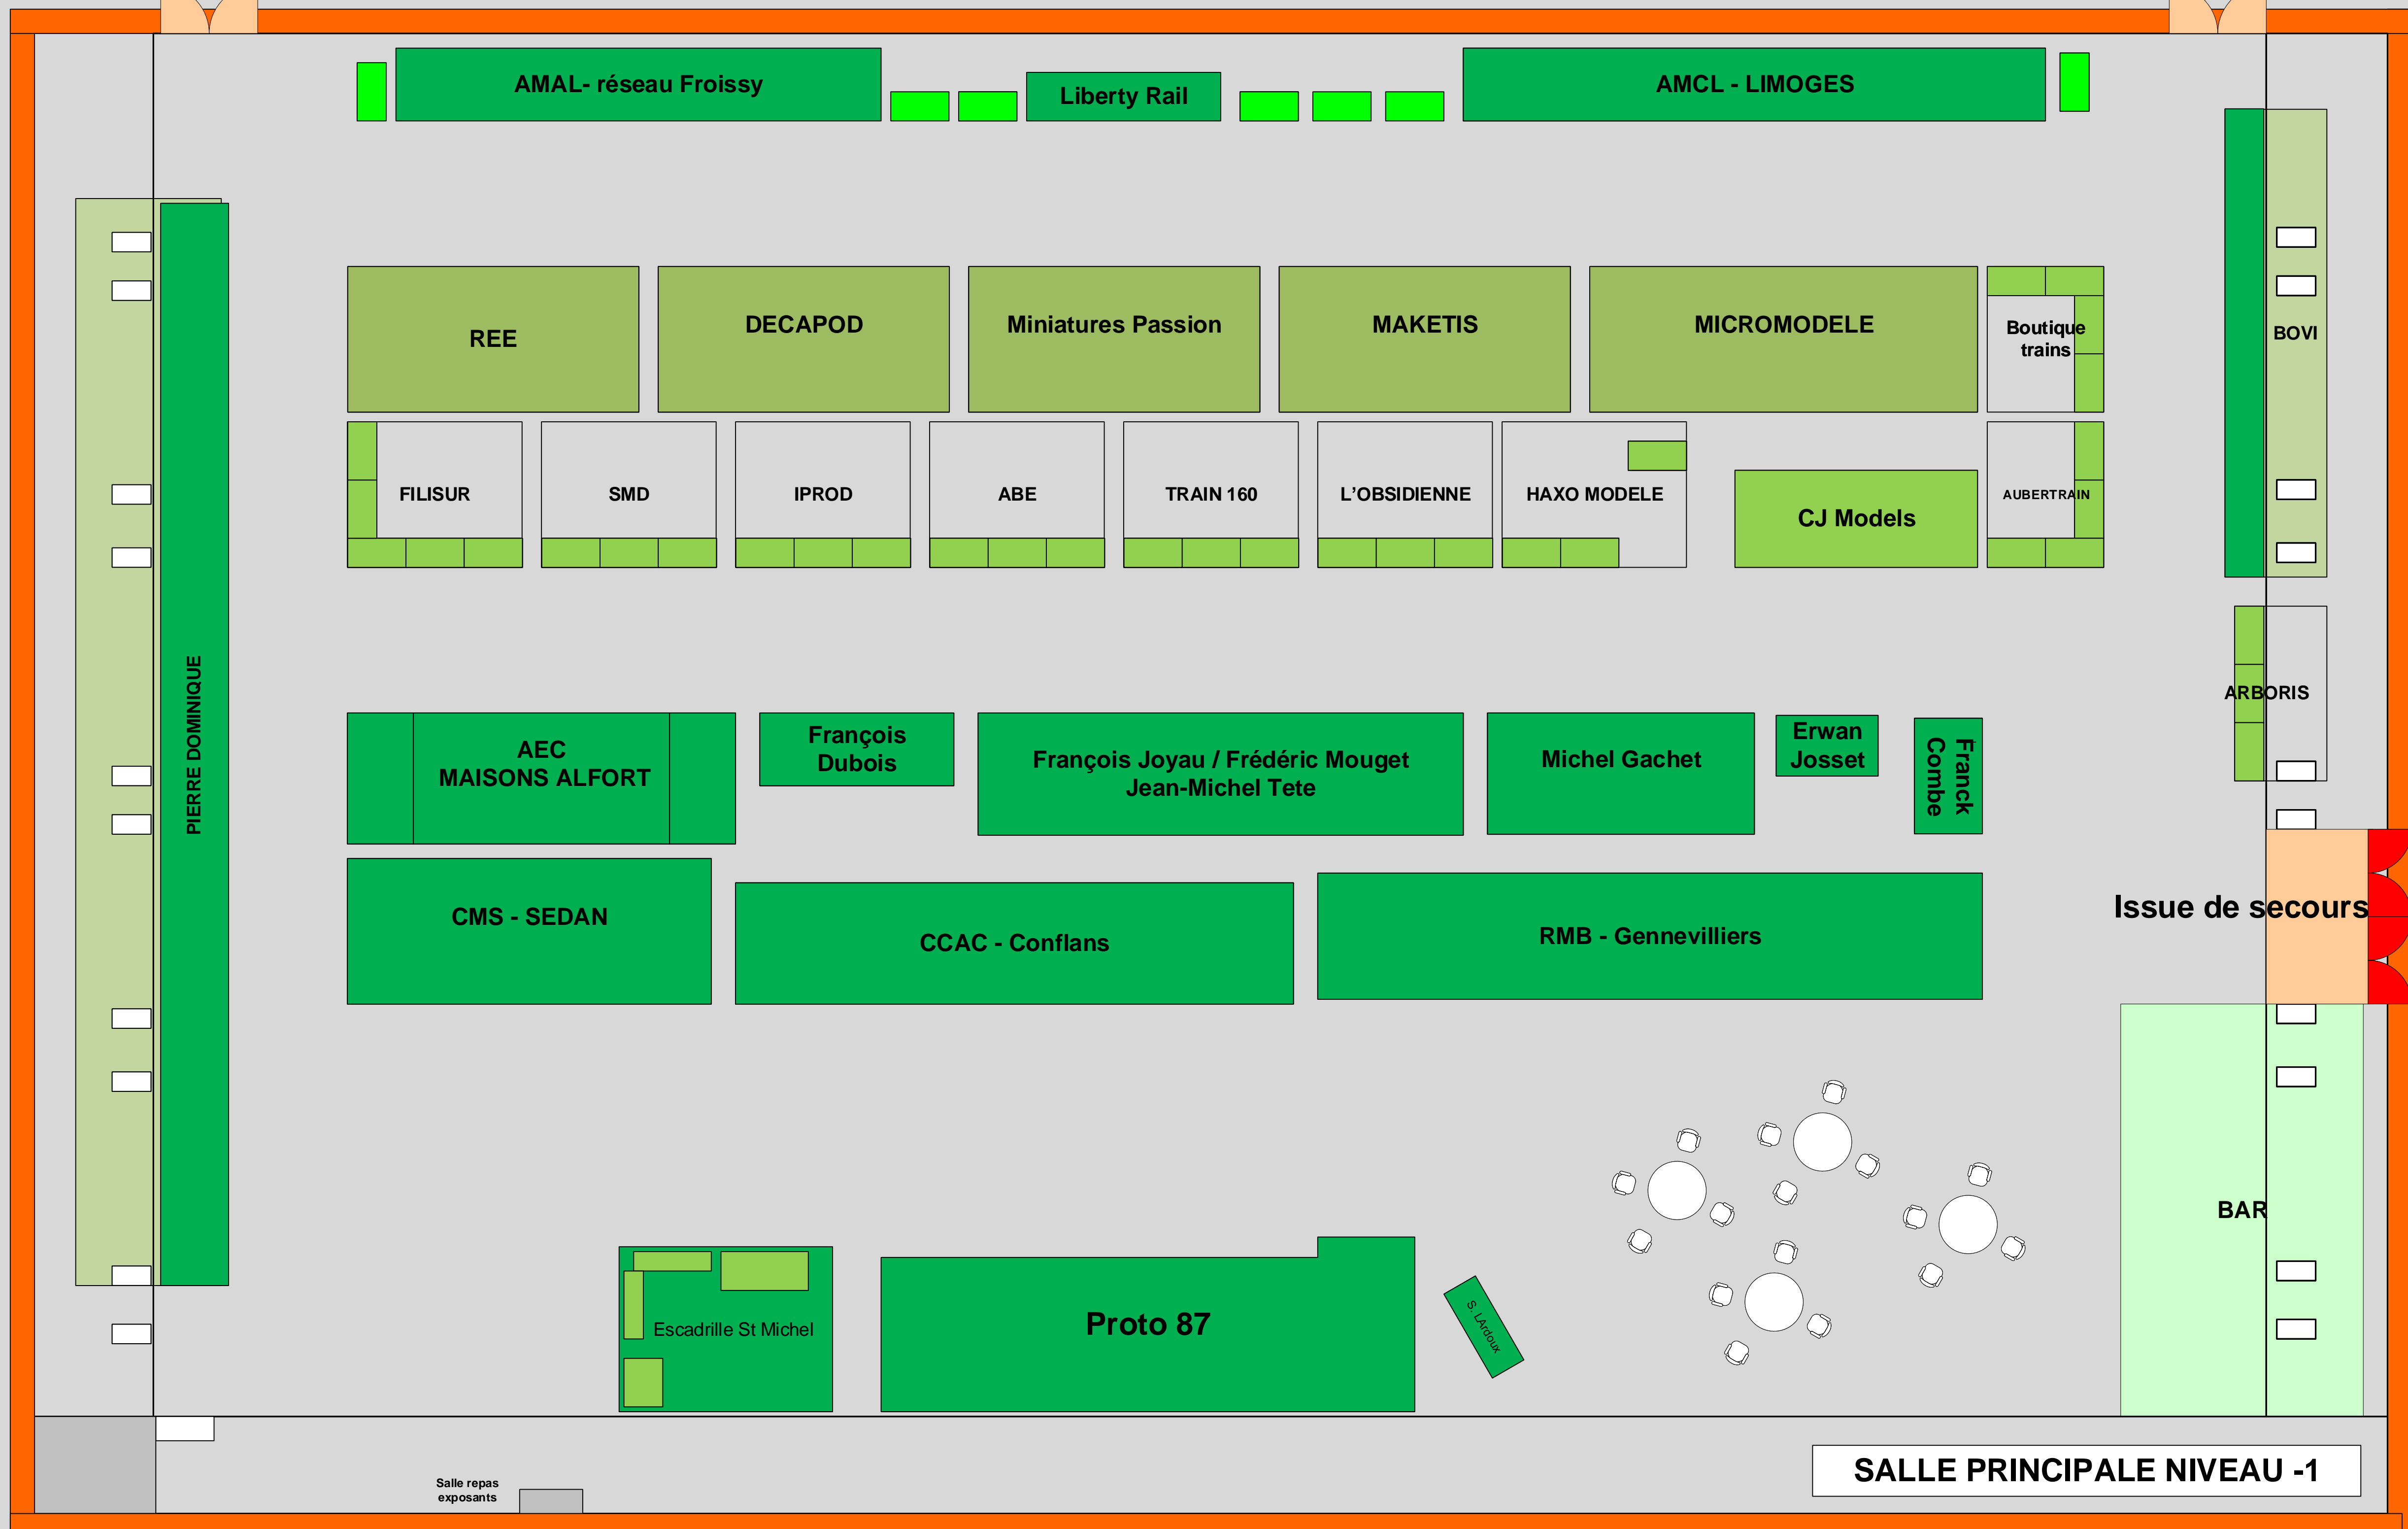 AMAL- réseau Froissy
Liberty Rail
AMCL - LIMOGES
REE
DECAPOD
Miniatures Passion
MAKETIS
MICROMODELE
Boutique
trains
BOVI
FILISUR
SMD
IPROD
ABE
TRAIN 160
L’OBSIDIENNE
HAXO MODELE
CJ Models
AUBERTRAIN
PIERRE DOMINIQUE
ARBORIS
AEC
MAISONS ALFORT
François
Dubois
François Joyau / Frédéric Mouget
Jean-Michel Tete
Michel Gachet
Erwan
Josset
Franck
Combe
CMS - SEDAN
CCAC - Conflans
RMB - Gennevilliers
Issue de secours
BAR
Escadrille St Michel
Proto 87
S. LArdoux
Salle repas
exposants
SALLE PRINCIPALE NIVEAU -1